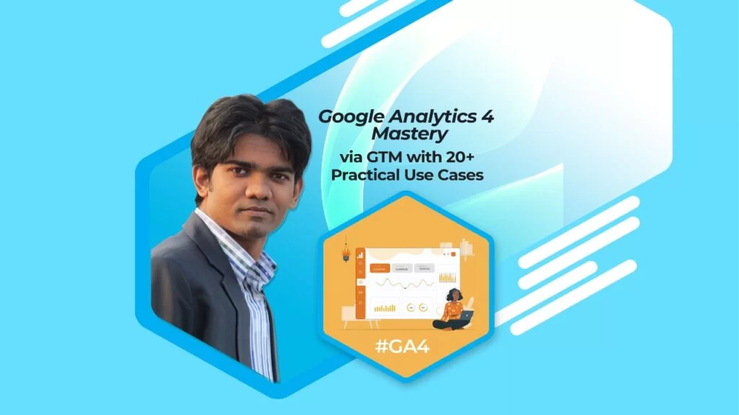 Google Analytics 4
Mastery
via GTM with 20+
Practical Use Cases
#GA4